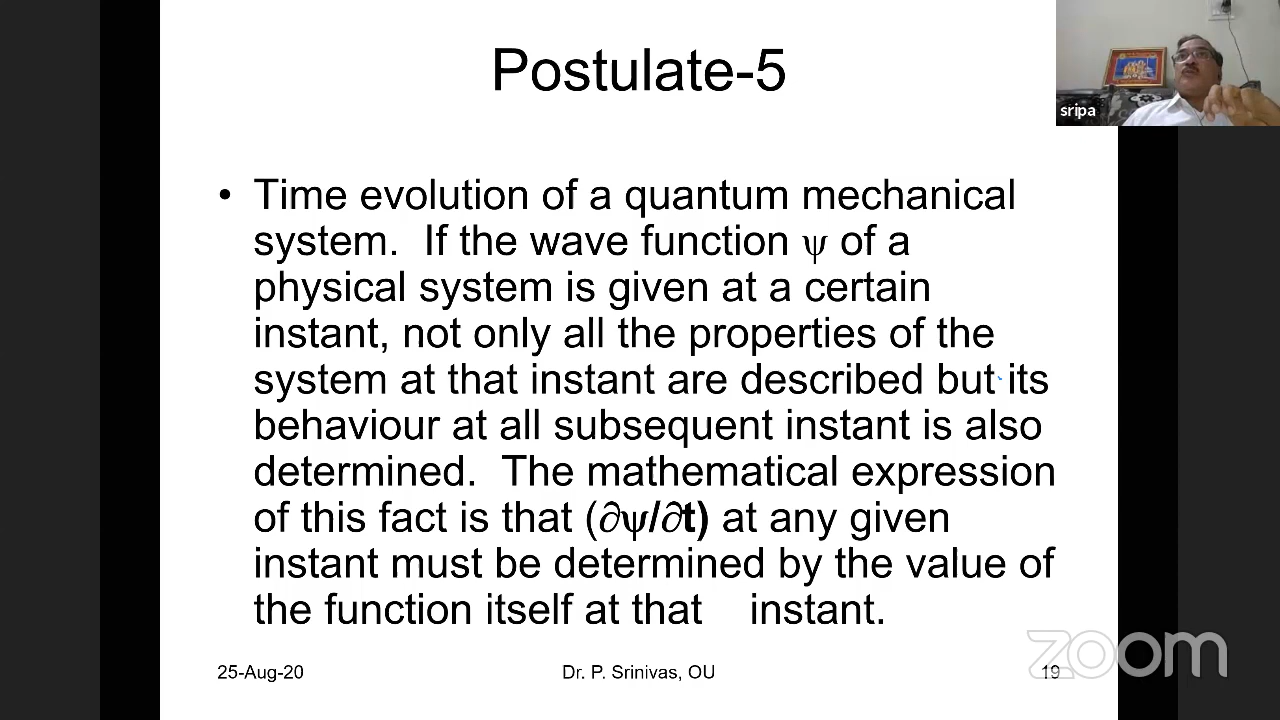 Postulate-5
sripa
• Time evolution of a quantum mechanical
system.  If the wave function ψ of a
physical system is given at a certain
instant, not only all the properties of the
system at that instant are described but its
behaviour at all subsequent instant is also
determined.  The mathematical expression
of this fact is that (∂ψ/∂t) at any given
instant must be determined by the value of
the function itself at that    instant.
25-Aug-20
Dr. P. Srinivas, OU
19
zoom